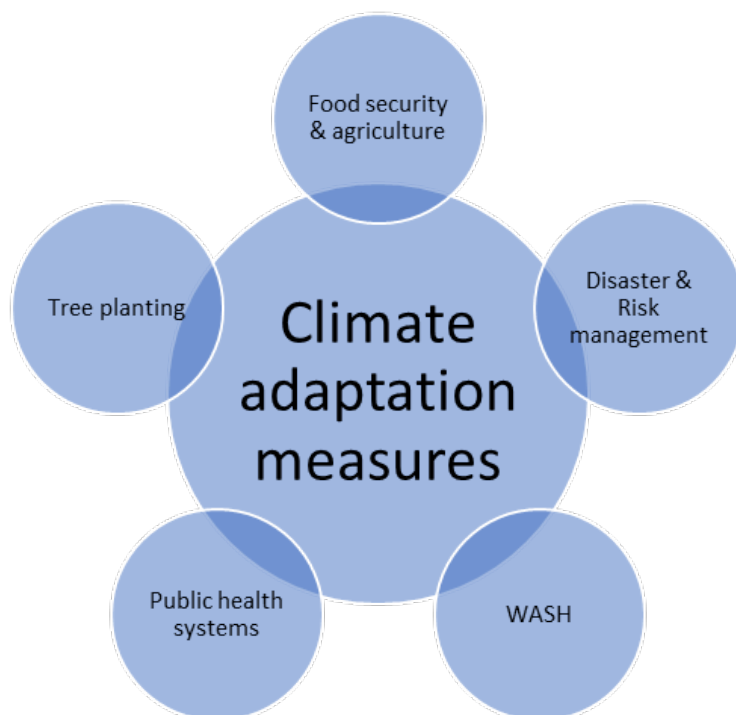 Food security
& agriculture
Tree planting
Disaster &
Risk
management
Climate
adaptation
measures
Public health
systems
WASH